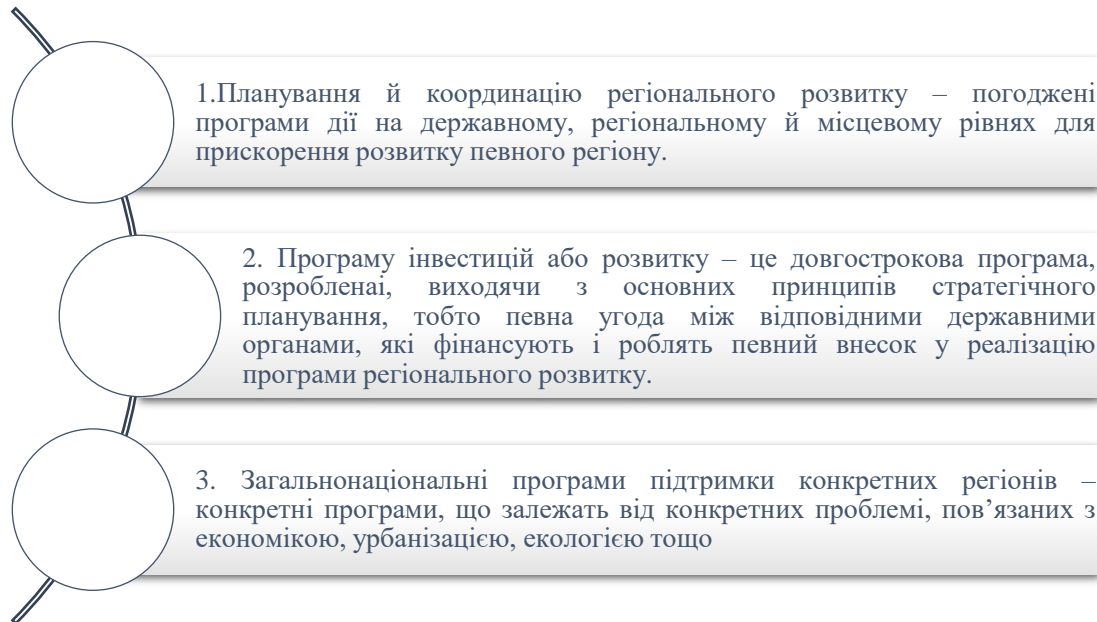 1.Планування й координацію регіонального розвитку – погоджені
програми дії на державному, регіональному й місцевому рівнях для
прискорення розвитку певного регіону.
2. Програму інвестицій або розвитку – це довгострокова програма,
розробленаі, виходячи з основних принципів стратегічного
планування, тобто певна угода між відповідними державними
органами, які фінансують і роблять певний внесок у реалізацію
програми регіонального розвитку.
3. Загальнонаціональні програми підтримки конкретних регіонів –
конкретні програми, що залежать від конкретних проблемі, пов’язаних з
економікою, урбанізацією, екологією тощо